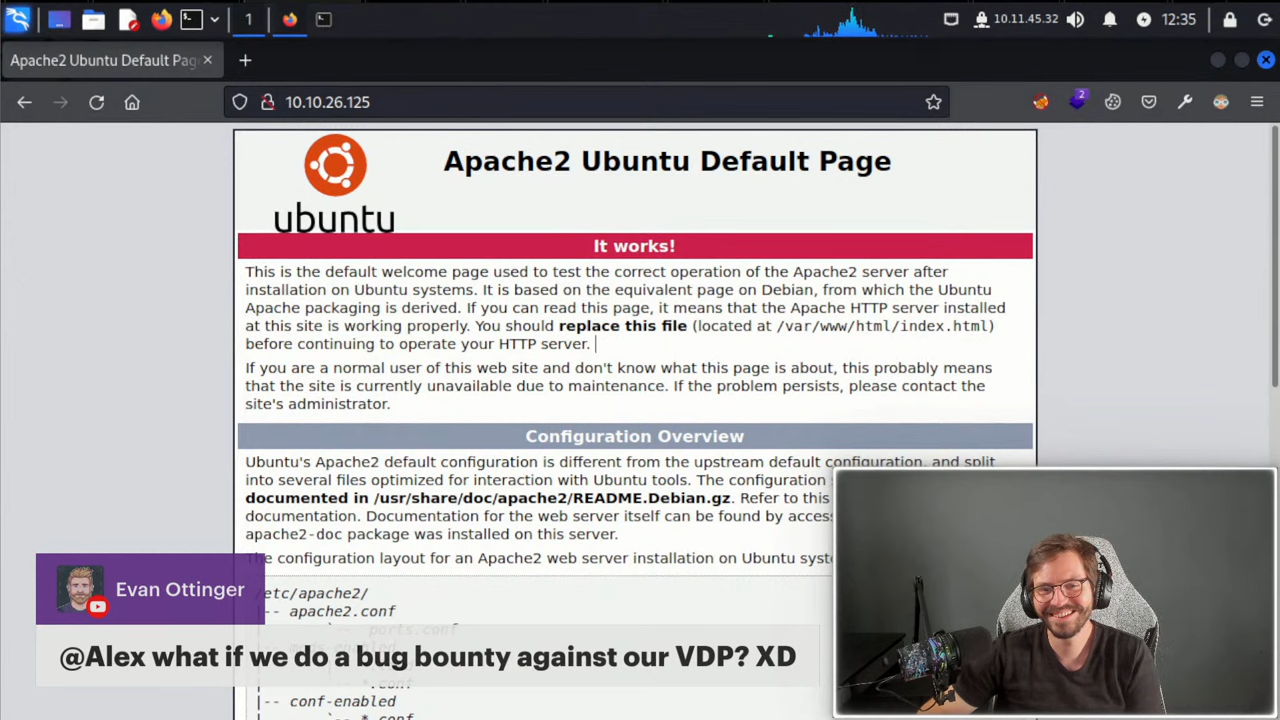 1
10.11.45.32
12:35
Apache2 Ubuntu Default Pag
10.10.26.125
2
ubuntu
Apache2 Ubuntu Default Page
It works!
This is the default welcome page used to test the correct operation of the Apache2 server after
installation on Ubuntu systems. It is based on the equivalent page on Debian, from which the Ubuntu
Apache packaging is derived. If you can read this page, it means that the Apache HTTP server installed
at this site is working properly. You should replace this file (located at /var/www/html/index.html)
before continuing to operate your HTTP server.
If you are a normal user of this web site and don't know what this page is about, this probably means
that the site is currently unavailable due to maintenance. If the problem persists, please contact the
site's administrator.
Configuration Overview
Ubuntu's Apache2 default configuration is different from the upstream default configuration, and split
into several files optimized for interaction with Ubuntu tools. The configuration
documented in /usr/share/doc/apache2/README.Debian.gz. Refer to this
documentation. Documentation for the web server itself can be found by access
apache2-doc package was installed on this server.
The configuration layout for an Apache2 web server installation on Ubuntu syste
/etc/apache2/
|-- apache2.conf
`-- ports.conf
`-- *.conf
|-- conf-enabled
`-- *.conf
Evan Ottinger
@Alex what if we do a bug bounty against our VDP? XD